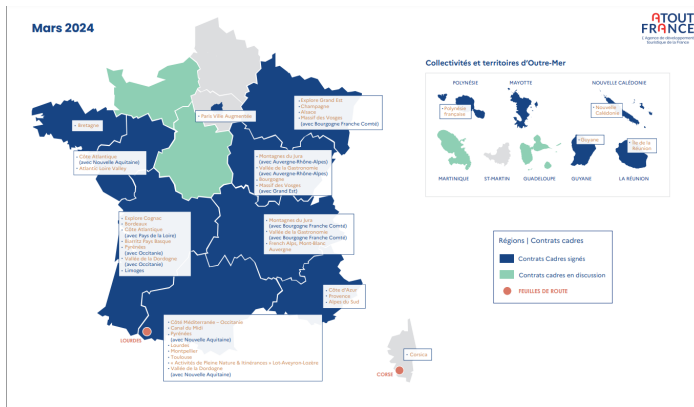 Mars 2024
ATOUT
FRANCE
L'Agence de développement
touristique de la France
Collectivités et territoires d'Outre-Mer
POLYNÉSIE
MAYOTTE
NOUVELLE CALÉDONIE
• Polynésie
Française
• Nouvelle
Calédonie
• Guyane
• Île de la
Réunion
MARTINIQUE
ST-MARTIN
GUADELOUPE
GUYANE
LA RÉUNION
• Explore Grand Est
• Champagne
• Alsace
• Massif des Vosges
(avec Bourgogne Franche Comté)
• Paris Ville Augmentée
• Bretagne
• Côte Atlantique
(avec Nouvelle Aquitaine)
• Atlantic Loire Valley
• Montagnes du Jura
(avec Auvergne-Rhône-Alpes)
• Vallée de la Gastronomie
(avec Auvergne-Rhône-Alpes)
• Bourgogne
• Massif des Vosges
(avec Grand Est)
• Explore Cognac
• Bordeaux
• Côte Atlantique
(avec Pays de la Loire)
• Biarritz Pays Basque
• Pyrénées
(avec Occitanie)
• Vallée de la Dordogne
(avec Occitanie)
• Limoges
• Montagnes du Jura
(avec Bourgogne Franche Comté)
• Vallée de la Gastronomie
(avec Bourgogne Franche Comté)
• French Alps, Mont-Blanc
Auvergne
• Côte d'Azur
• Provence
• Alpes du Sud
LOURDES
• Côté Méditerranée – Occitanie
• Canal du Midi
• Pyrénées
(avec Nouvelle Aquitaine)
• Lourdes
• Montpellier
• Toulouse
• « Activités de Pleine Nature & Itinérances » Lot-Aveyron-Lozère
• Vallée de la Dordogne
(avec Nouvelle Aquitaine)
• Corsica
CORSE
Régions | Contrats cadres
Contrats Cadres signés
Contrats cadres en discussion
FEUILLES DE ROUTE